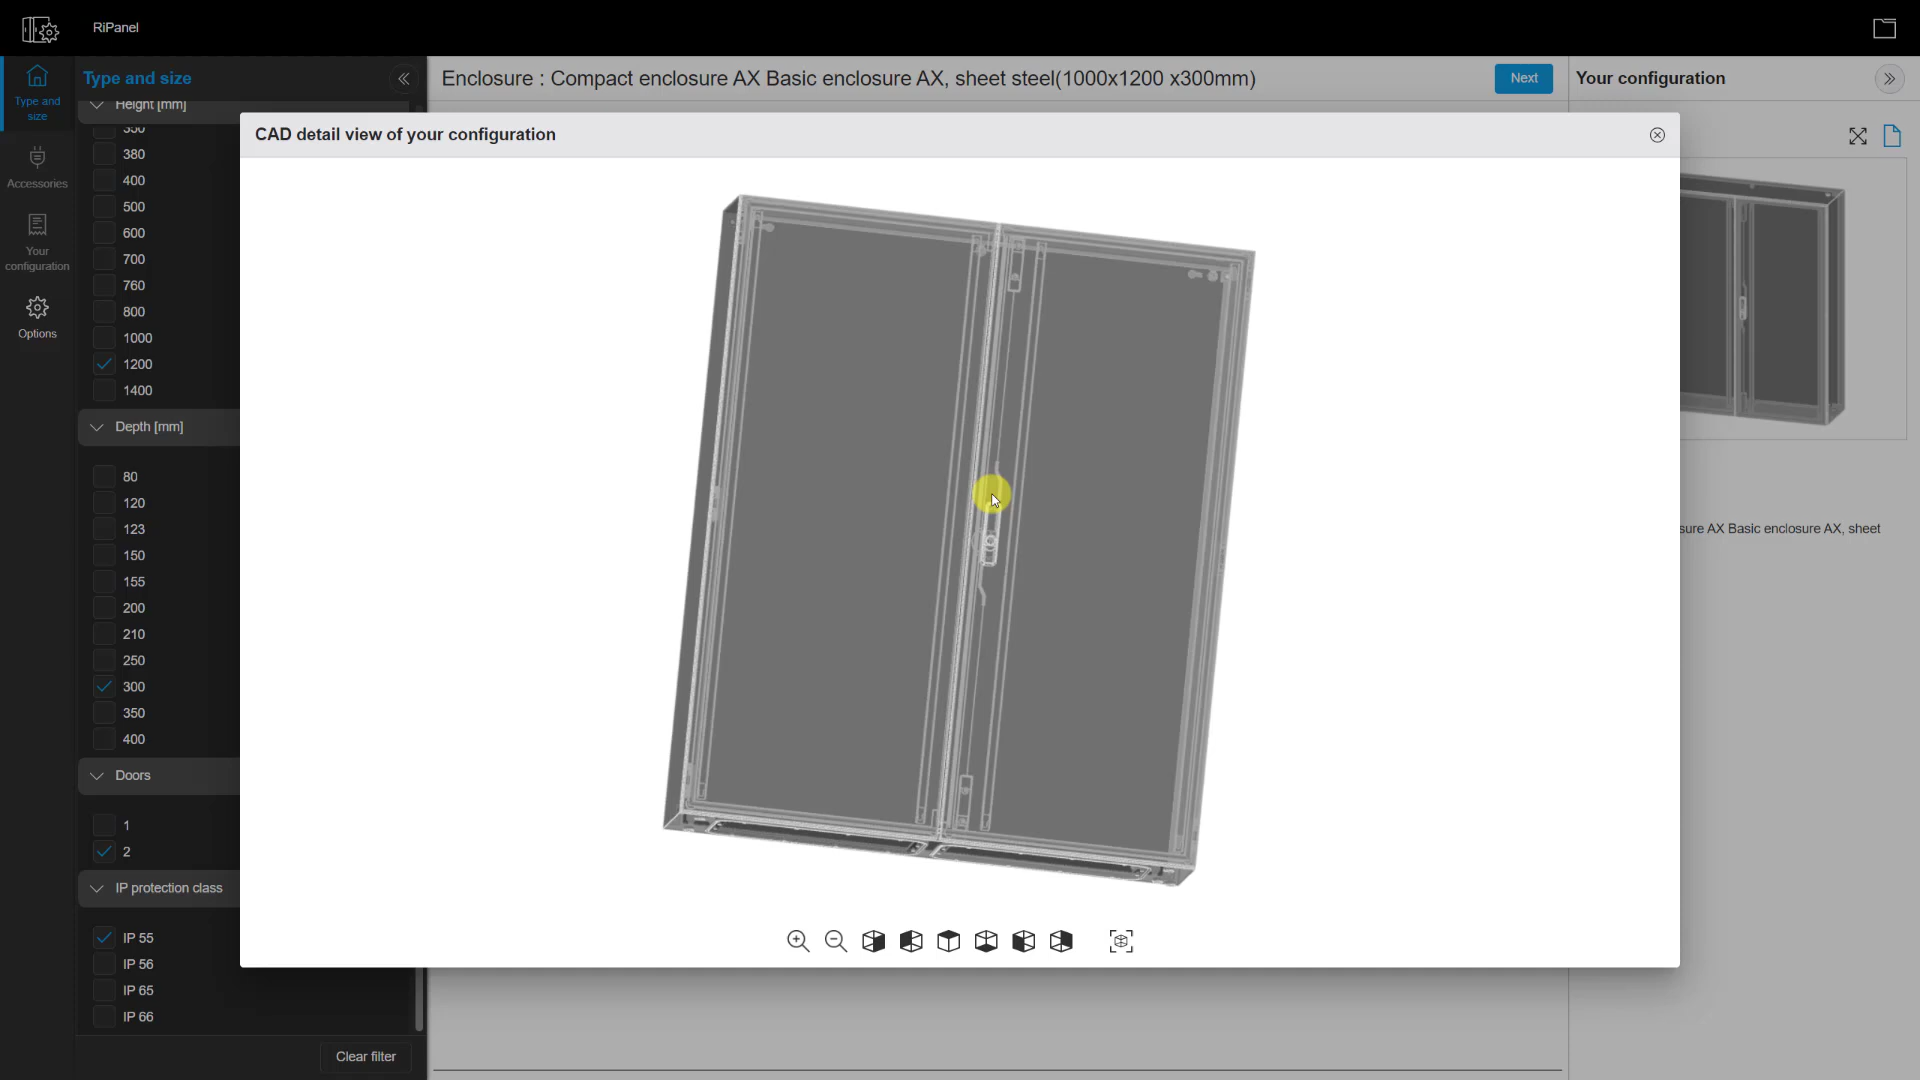 RiPanel
Type and
size
Accessories
Your
configuration
Options
Type and size
Height [mm]
350
380
400
500
600
700
760
800
1000
1200
1400
Depth [mm]
80
120
123
150
155
200
210
250
300
350
400
Doors
1
2
IP protection class
IP 55
IP 56
IP 65
IP 66
Clear filter
Enclosure : Compact enclosure AX Basic enclosure AX, sheet steel(1000x1200 x300mm)
Next
CAD detail view of your configuration
Your configuration
sure AX Basic enclosure AX, sheet